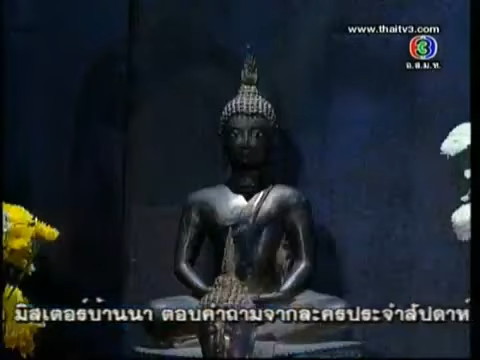 www.thaitv3.com
3
อ.ส.ม.ท.
มิสเตอร์บ้านนา ตอบคำถามจากละครประจำสัปดาห์